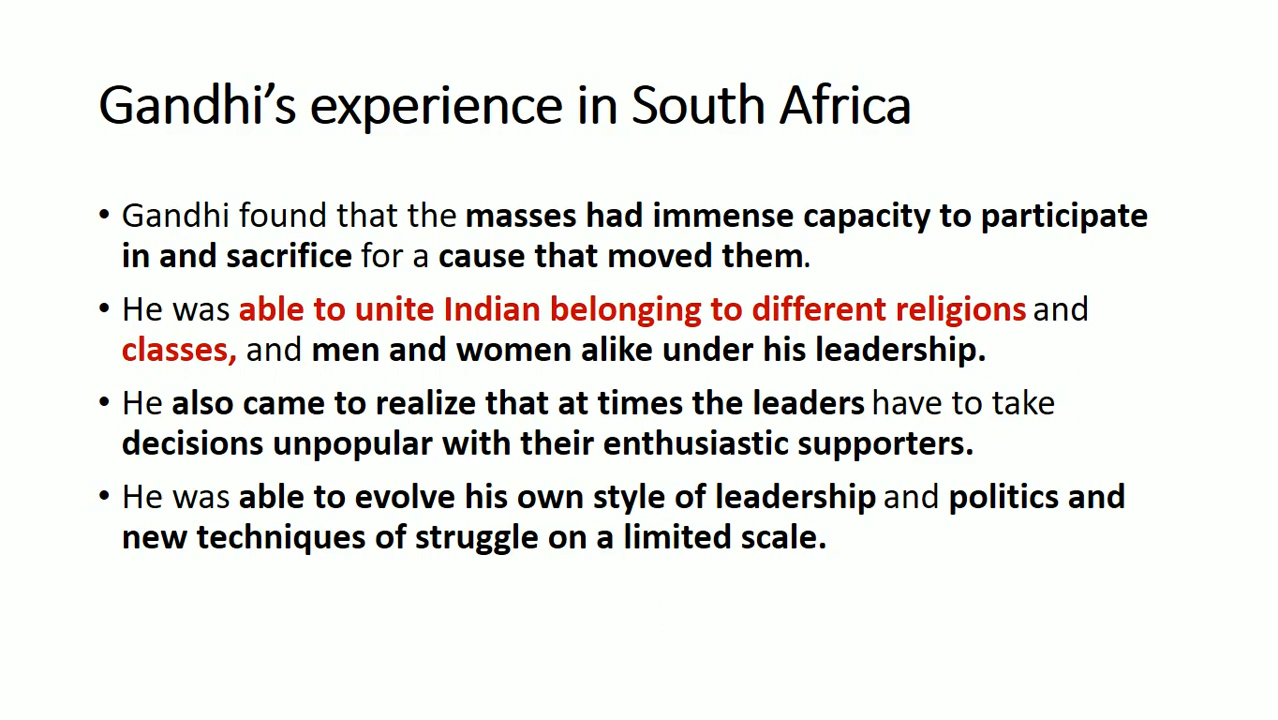 Gandhi’s experience in South Africa
• Gandhi found that the masses had immense capacity to participate
in and sacrifice for a cause that moved them.
• He was able to unite Indian belonging to different religions and
classes, and men and women alike under his leadership.
• He also came to realize that at times the leaders have to take
decisions unpopular with their enthusiastic supporters.
• He was able to evolve his own style of leadership and politics and
new techniques of struggle on a limited scale.